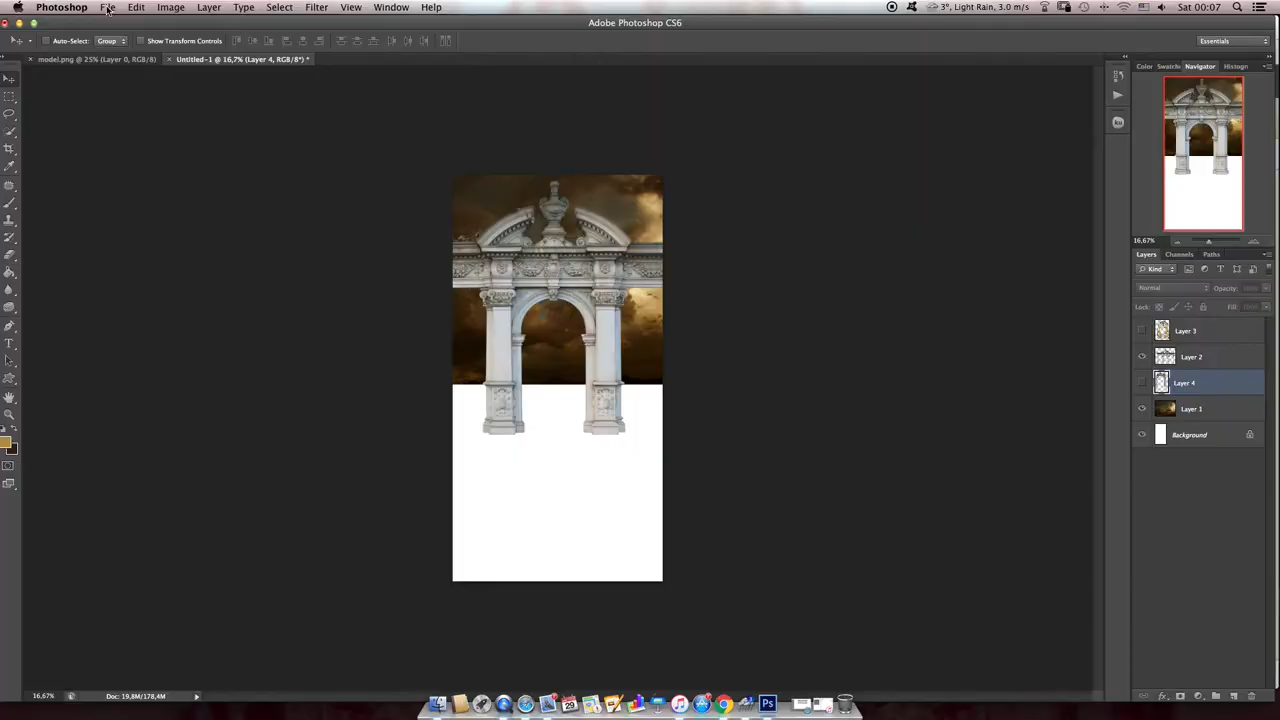 Photoshop File Edit Image Layer Type Select Filter View Window Help 3°, Light Rain, 3.0 m/s Sat 00:07
Adobe Photoshop CS6
Auto-Select: Group Show Transform Controls Essentials
model.png @ 25% (Layer 0, RGB/8) Untitled-1 @ 16,7% (Layer 4, RGB/8*) *
Color Swatche Navigator Histogn
16,67%
Layers Channels Paths
Kind
Normal Opacity:
Lock: Fill
Layer 3
Layer 2
Layer 4
Layer 1
Background
16,67% Doc: 19,8M/178,4M
Ps